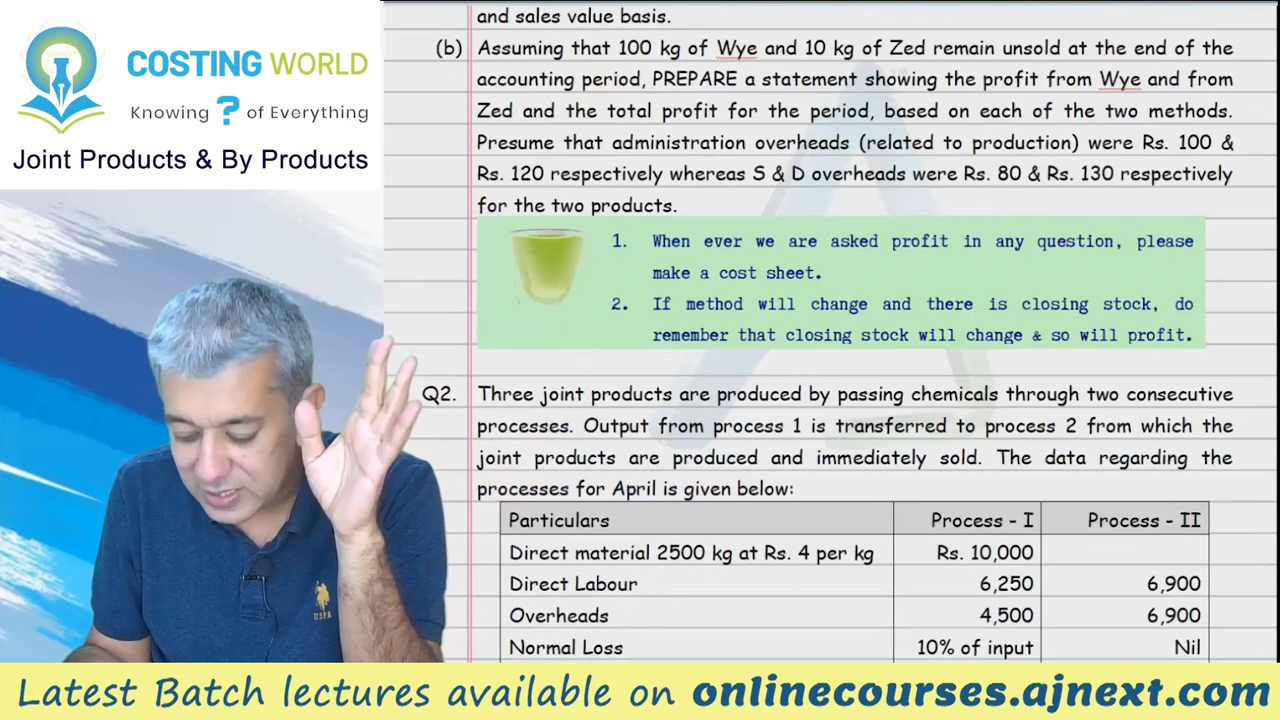 COSTING WORLD
Knowing ? of Everything
Joint Products & By Products
and sales value basis.
(b) Assuming that 100 kg of Wye and 10 kg of Zed remain unsold at the end of the
accounting period, PREPARE a statement showing the profit from Wye and from
Zed and the total profit for the period, based on each of the two methods.
Presume that administration overheads (related to production) were Rs. 100 &
Rs. 120 respectively whereas S & D overheads were Rs. 80 & Rs. 130 respectively
for the two products.
1. When ever we are asked profit in any question, please
make a cost sheet.
2. If method will change and there is closing stock, do
remember that closing stock will change & so will profit.
Q2. Three joint products are produced by passing chemicals through two consecutive
processes. Output from process 1 is transferred to process 2 from which the
joint products are produced and immediately sold. The data regarding the
processes for April is given below:
Particulars Process - I Process - II
Direct material 2500 kg at Rs. 4 per kg Rs. 10,000
Direct Labour 6,250 6,900
Overheads 4,500 6,900
Normal Loss 10% of input Nil
USPA
Latest Batch lectures available on onlinecourses.ajnext.com